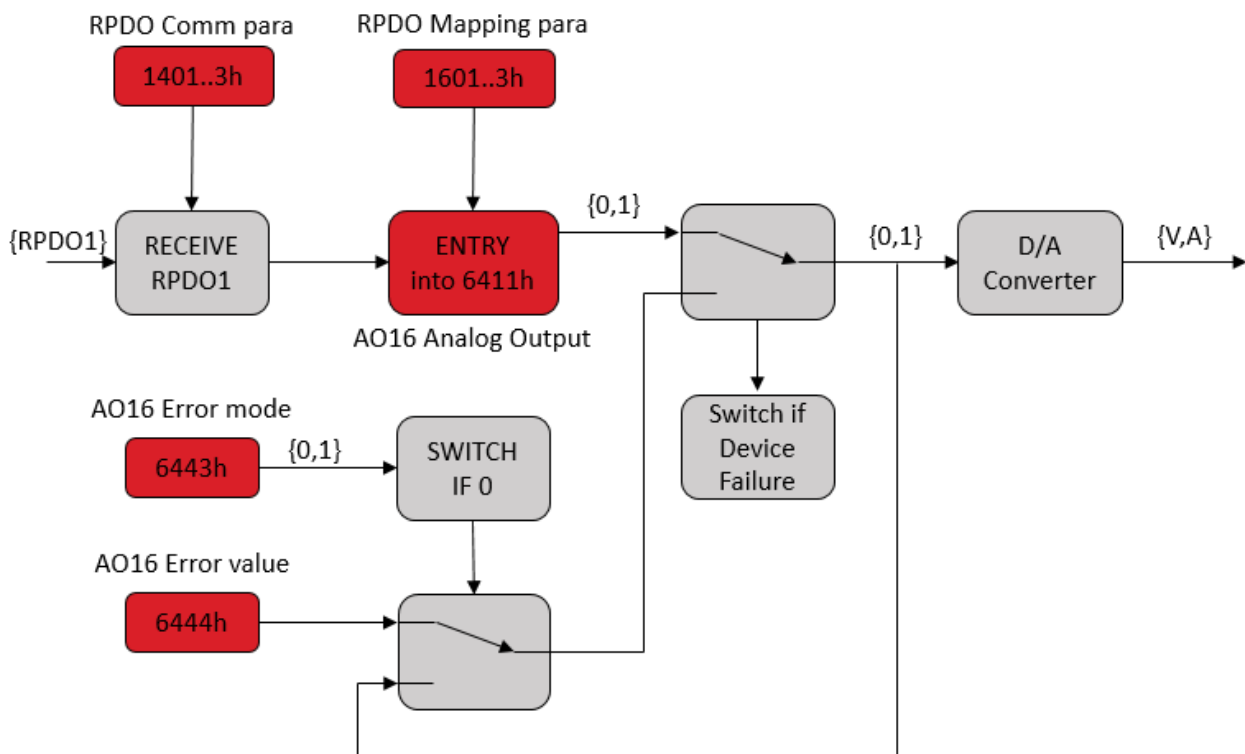 RPDO Comm para
RPDO Mapping para
1401..3h
1601..3h
{RPDO1}
RECEIVE
RPDO1
ENTRY
into 6411h
AO16 Analog Output
{0,1}
{0,1}
D/A
Converter
{V,A}
Switch if
Device
Failure
AO16 Error mode
6443h
{0,1}
SWITCH
IF 0
AO16 Error value
6444h